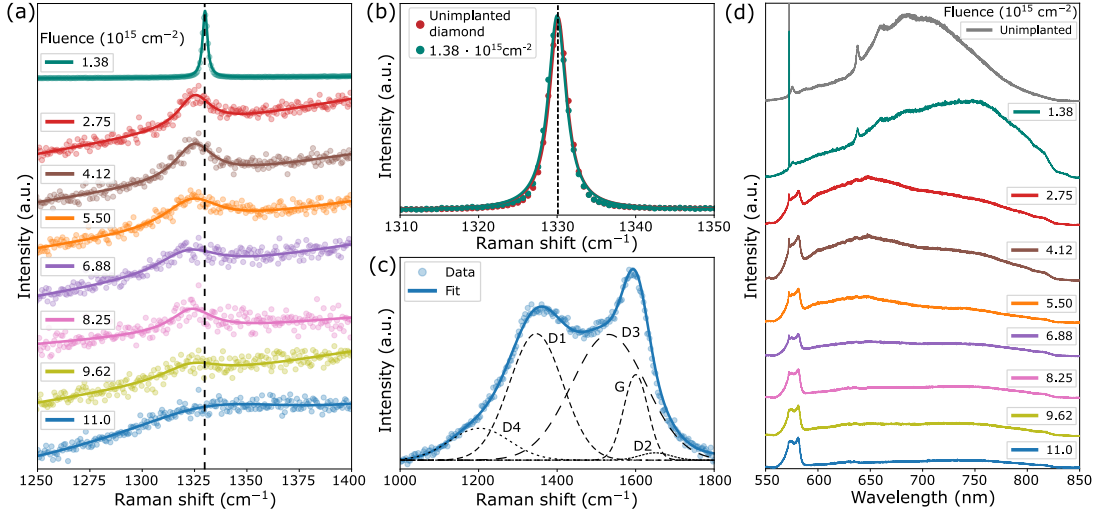 (a)
Fluence (10¹⁵ cm⁻²)
1.38
2.75
4.12
5.50
6.88
8.25
9.62
11.0
Intensity (a.u.)
1250 1275 1300 1325 1350 1375 1400
Raman shift (cm⁻¹)
(b)
Unimplanted
diamond
1.38 · 10¹⁵cm⁻²
Intensity (a.u.)
1310 1320 1330 1340 1350
Raman shift (cm⁻¹)
(c)
Data
Fit
D1
D3
G
D4
D2
Intensity (a.u.)
1000 1200 1400 1600 1800
Raman shift (cm⁻¹)
(d)
Fluence (10¹⁵ cm⁻²)
Unimplanted
1.38
2.75
4.12
5.50
6.88
8.25
9.62
11.0
Intensity (a.u.)
550 600 650 700 750 800 850
Wavelength (nm)